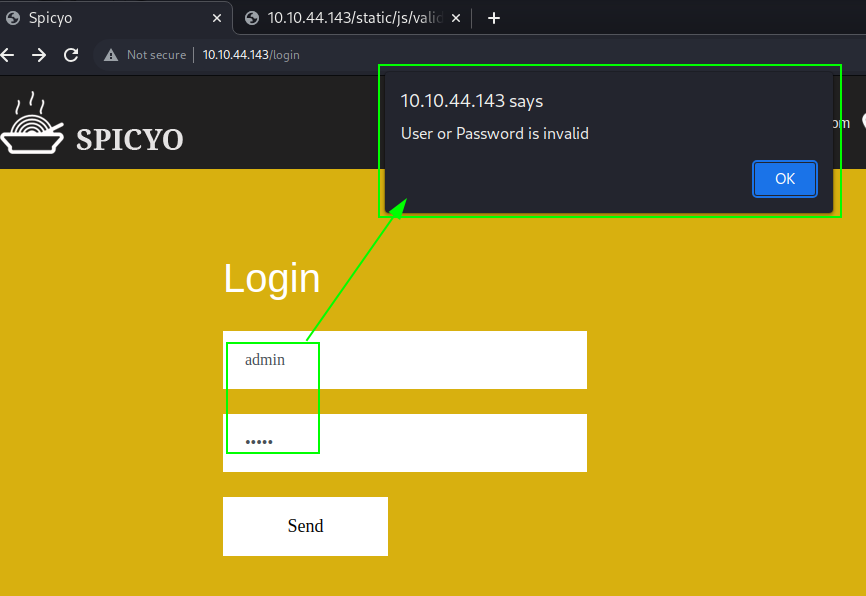 Spicyo
10.10.44.143/static/js/valid
Not secure
10.10.44.143/login
SPICYO
om
10.10.44.143 says
User or Password is invalid
OK
Login
admin
•••••
Send